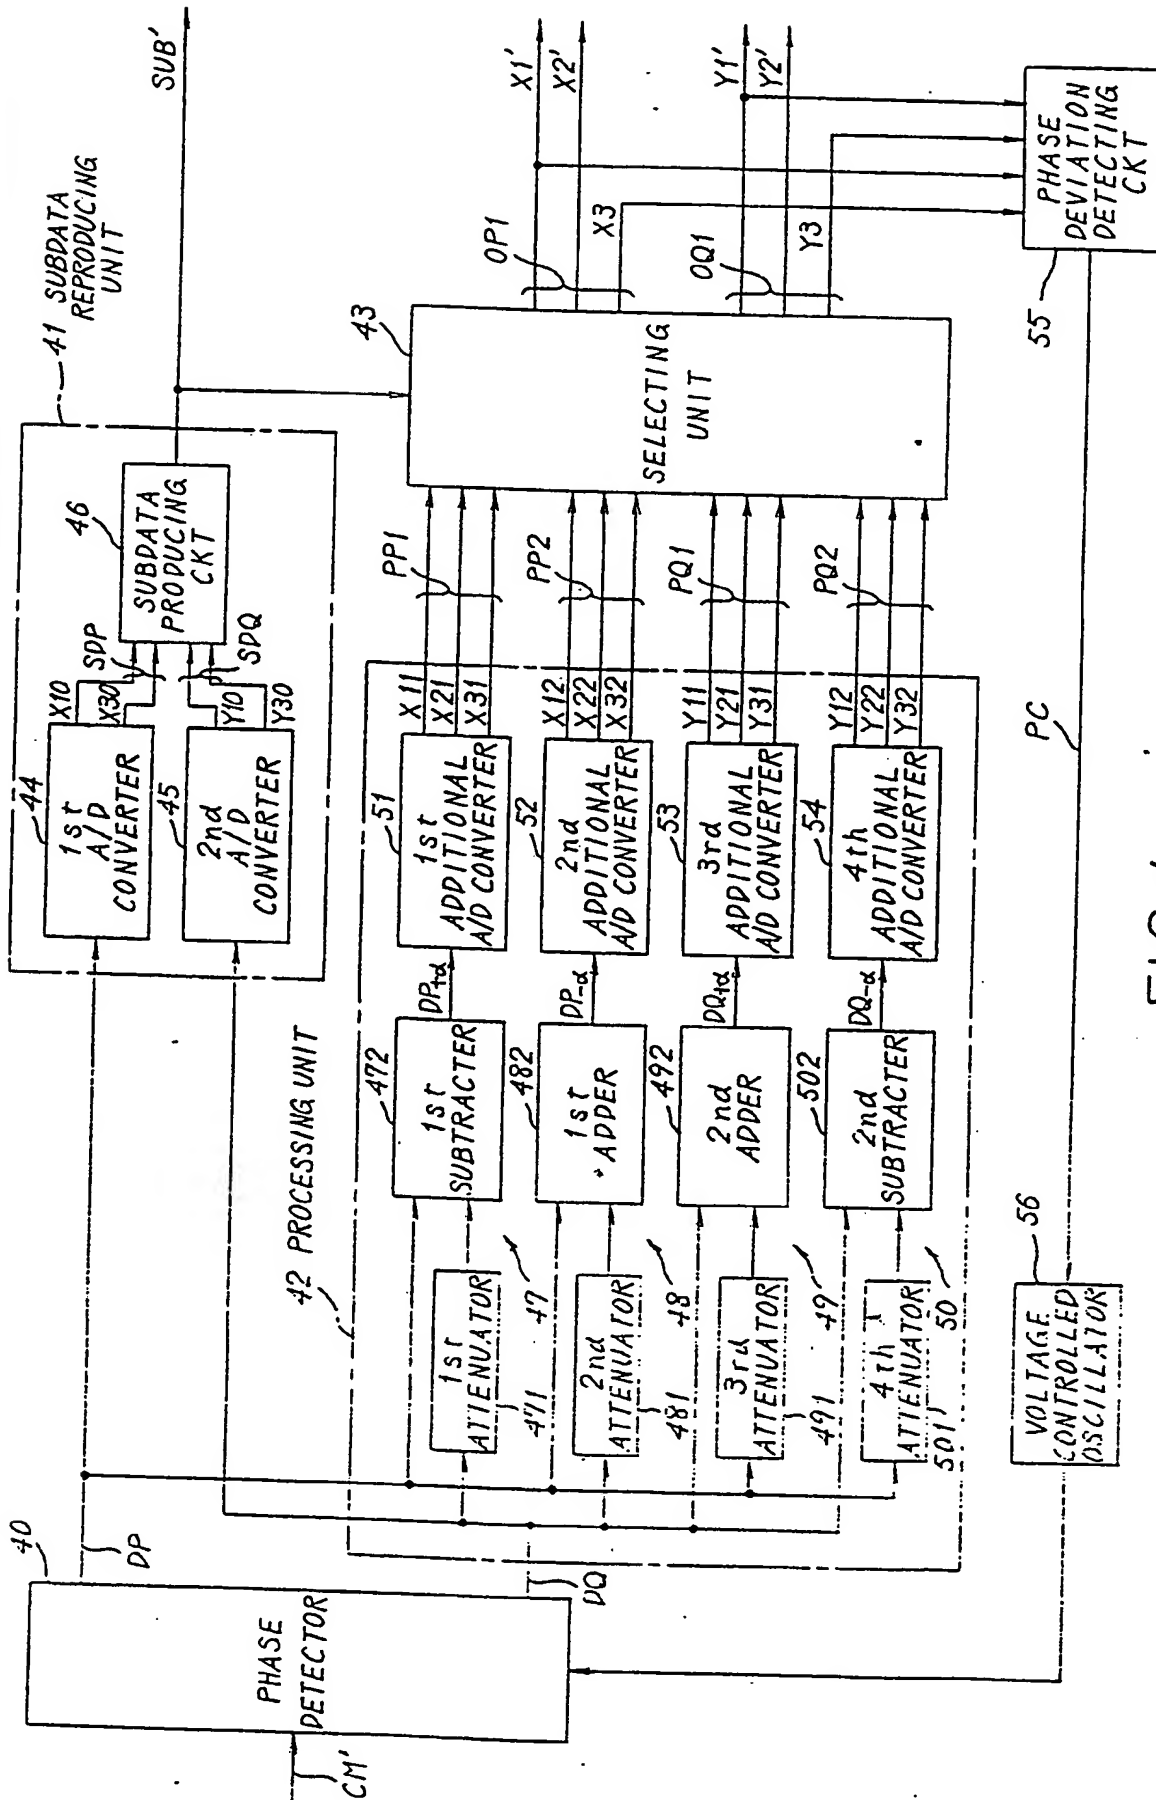 CM'
PHASE
DETECTOR
40
DP
DQ
41 SUBDATA
REPRODUCING
UNIT
44
1st
A/D
CONVERTER
X10
X30
SDP
45
2nd
A/D
CONVERTER
Y10
Y30
SDQ
46
SUBDATA
PRODUCING
CKT
SUB'
42 PROCESSING UNIT
1st
ATTENUATOR
471
47
472
1st
SUBTRACTER
DP+α
51
1st
ADDITIONAL
A/D CONVERTER
X11
X21
X31
PP1
2nd
ATTENUATOR
481
48
482
1st
ADDER
DP-α
52
2nd
ADDITIONAL
A/D CONVERTER
X12
X22
X32
PP2
3rd
ATTENUATOR
491
49
492
2nd
ADDER
DQ+α
53
3rd
ADDITIONAL
A/D CONVERTER
Y11
Y21
Y31
PQ1
4th
ATTENUATOR
501
50
502
2nd
SUBTRACTER
DQ-α
54
4th
ADDITIONAL
A/D CONVERTER
Y12
Y22
Y32
PQ2
43
SELECTING
UNIT
OP1
X1'
X2'
X3
OQ1
Y1'
Y2'
Y3
PHASE
DEVIATION
DETECTING
CKT
55
PC
56
VOLTAGE
CONTROLLED
OSCILLATOR